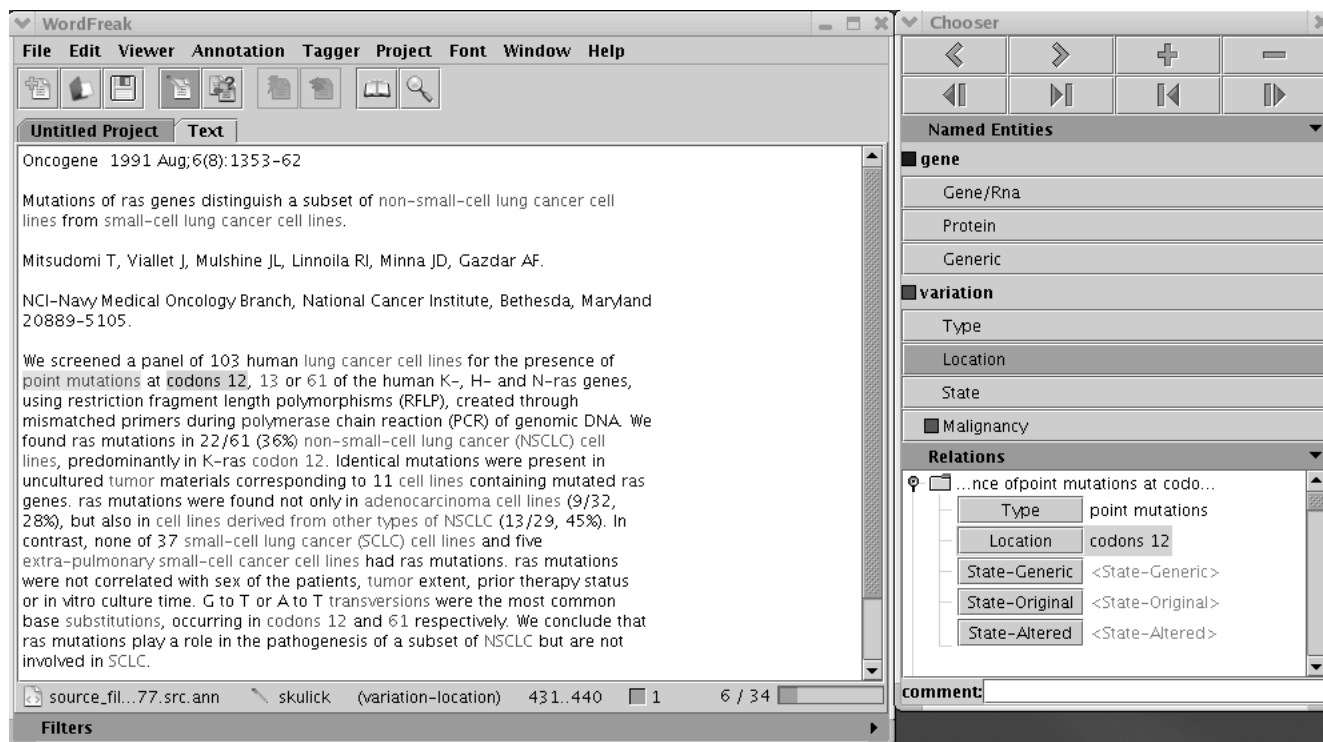 WordFreak
File Edit Viewer Annotation Tagger Project Font Window Help
Untitled Project Text
Oncogene 1991 Aug;6(8):1353-62
Mutations of ras genes distinguish a subset of non-small-cell lung cancer cell
lines from small-cell lung cancer cell lines.
Mitsudomi T, Viallet J, Mulshine JL, Linnoila RI, Minna JD, Gazdar AF.
NCI-Navy Medical Oncology Branch, National Cancer Institute, Bethesda, Maryland
20889-5105.
We screened a panel of 103 human lung cancer cell lines for the presence of
point mutations at codons 12, 13 or 61 of the human K-, H- and N-ras genes,
using restriction fragment length polymorphisms (RFLP), created through
mismatched primers during polymerase chain reaction (PCR) of genomic DNA. We
found ras mutations in 22/61 (36%) non-small-cell lung cancer (NSCLC) cell
lines, predominantly in K-ras codon 12. Identical mutations were present in
uncultured tumor materials corresponding to 11 cell lines containing mutated ras
genes. ras mutations were found not only in adenocarcinoma cell lines (9/32,
28%), but also in cell lines derived from other types of NSCLC (13/29, 45%). In
contrast, none of 37 small-cell lung cancer (SCLC) cell lines and five
extra-pulmonary small-cell cancer cell lines had ras mutations. ras mutations
were not correlated with sex of the patients, tumor extent, prior therapy status
or in vitro culture time. G to T or A to T transversions were the most common
base substitutions, occurring in codons 12 and 61 respectively. We conclude that
ras mutations play a role in the pathogenesis of a subset of NSCLC but are not
involved in SCLC.
source_fil...77.src.ann skulick (variation-location) 431..440 1 6 / 34
Filters
Chooser
Named Entities
gene
Gene/Rna
Protein
Generic
variation
Type
Location
State
Malignancy
Relations
...nce ofpoint mutations at codo...
Type point mutations
Location codons 12
State-Generic <State-Generic>
State-Original <State-Original>
State-Altered <State-Altered>
comment: